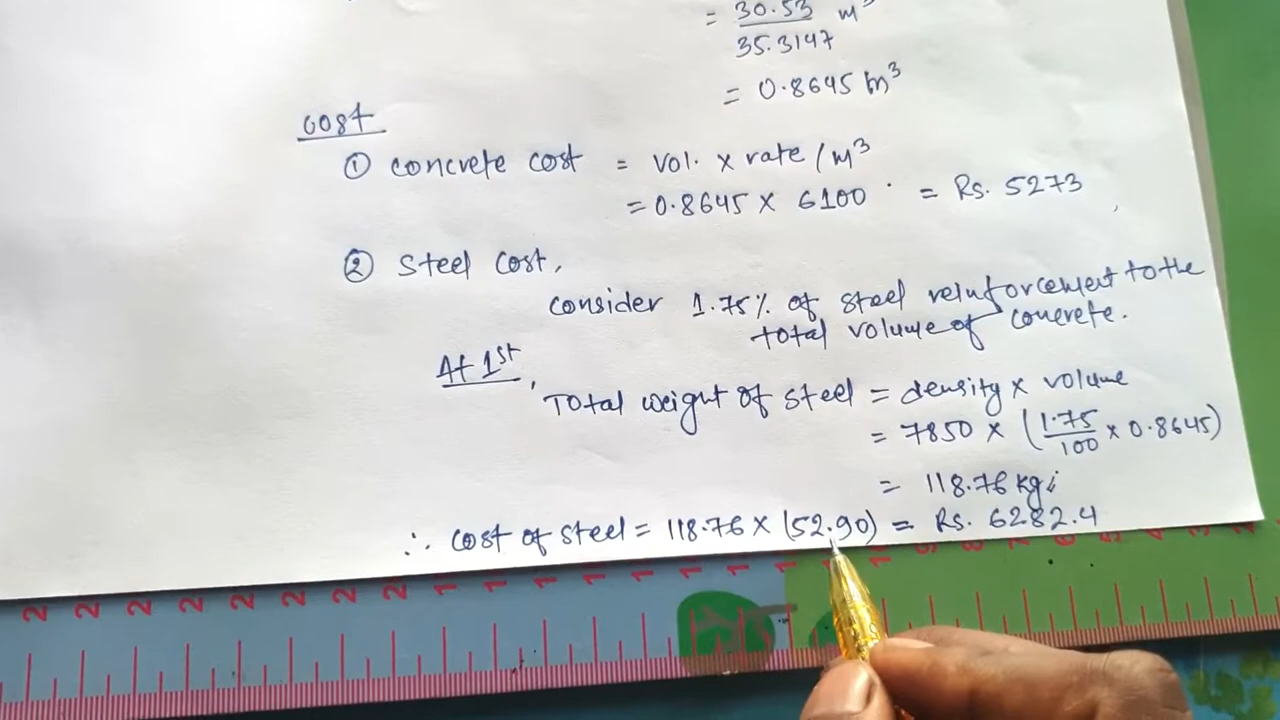 = 30.53 / 35.3147 m³
= 0.8645 m³
cost
① concrete cost = Vol. x rate / m³
= 0.8645 x 6100 = Rs. 5273
② Steel cost,
consider 1.75% of steel reinforcement to the
total volume of concrete.
At 1st,
Total weight of steel = density x volume
= 7850 x (1.75/100 x 0.8645)
= 118.76 kg;
∴ cost of steel = 118.76 x (52.90) = Rs. 6282.4